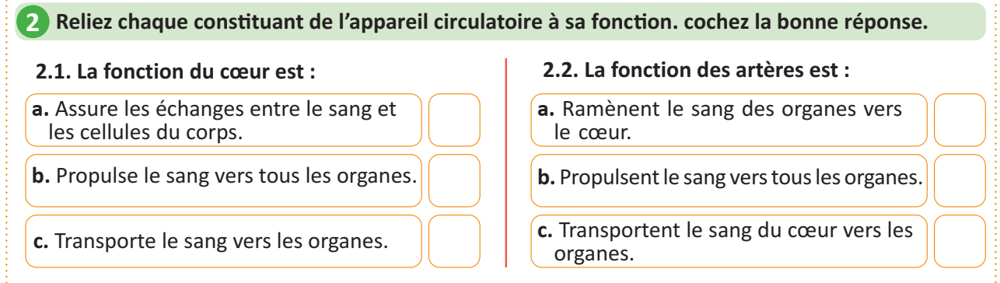 2 Reliez chaque constituant de l'appareil circulatoire à sa fonction. cochez la bonne réponse.
2.1. La fonction du cœur est :
a. Assure les échanges entre le sang et
les cellules du corps.
b. Propulse le sang vers tous les organes.
c. Transporte le sang vers les organes.
2.2. La fonction des artères est :
a. Ramènent le sang des organes vers
le cœur.
b. Propulsent le sang vers tous les organes.
c. Transportent le sang du cœur vers les
organes.